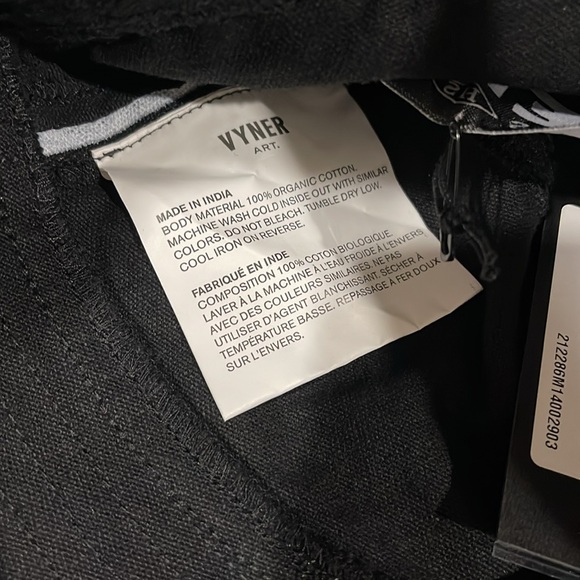 VYNER
ART.
MADE IN INDIA
BODY MATERIAL 100% ORGANIC COTTON.
MACHINE WASH COLD INSIDE OUT WITH SIMILAR
COLORS. DO NOT BLEACH. TUMBLE DRY LOW.
COOL IRON ON REVERSE.
FABRIQUÉ EN INDE
COMPOSITION 100% COTON BIOLOGIQUE.
LAVER À LA MACHINE À L'EAU FROIDE À L'ENVERS
AVEC DES COULEURS SIMILAIRES. NE PAS
UTILISER D'AGENT BLANCHISSANT. SÉCHER À
TEMPÉRATURE BASSE. REPASSAGE À FER DOUX
SUR L'ENVERS.
212286M14002903